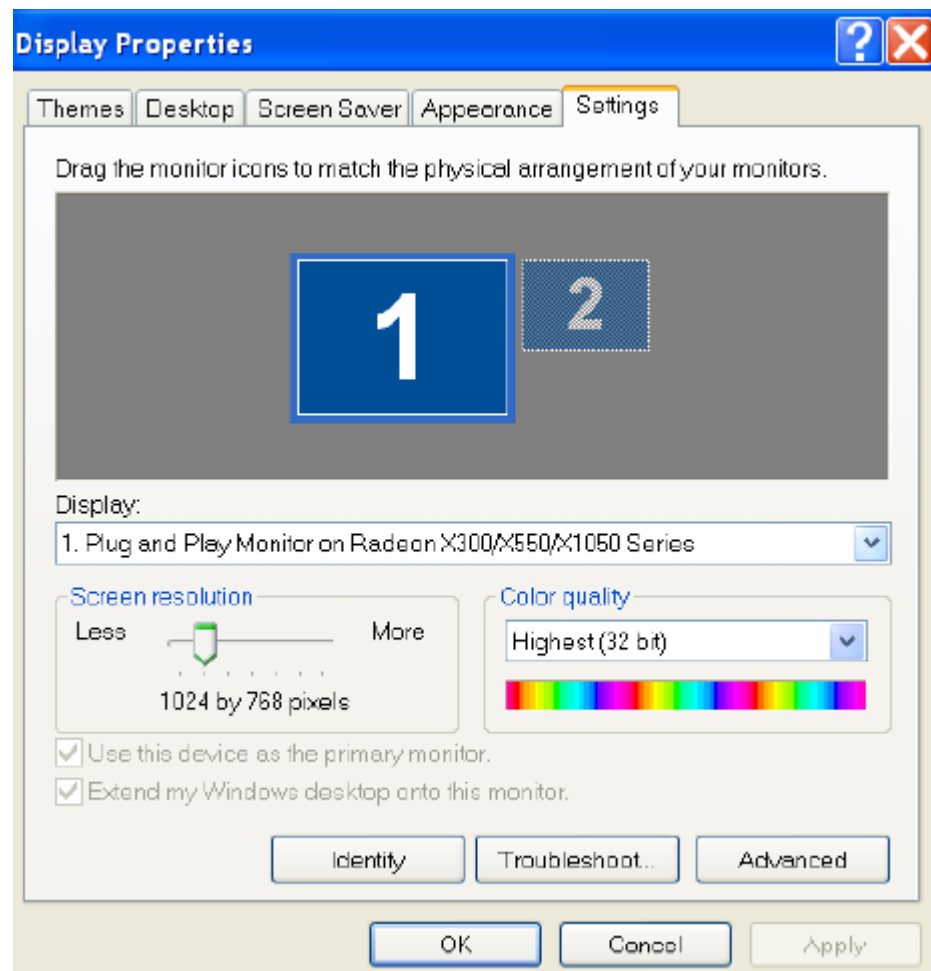 Display Properties
Themes Desktop Screen Saver Appearance Settings
Drag the monitor icons to match the physical arrangement of your monitors.
1 2
Display:
1. Plug and Play Monitor on Radeon X300/X550/X1050 Series
Screen resolution
Less More
1024 by 768 pixels
Color quality
Highest (32 bit)
Use this device as the primary monitor.
Extend my Windows desktop onto this monitor.
Identify Troubleshoot... Advanced
OK Cancel Apply